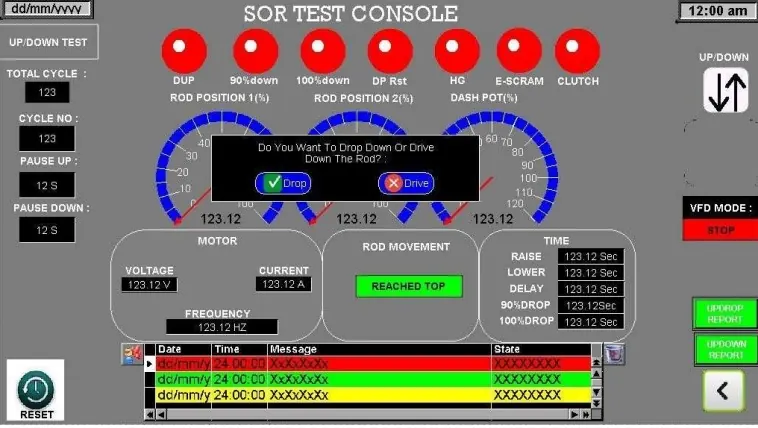 dd/mm/yyyy
SOR TEST CONSOLE
12:00 am
UP/DOWN TEST
TOTAL CYCLE :
123
CYCLE NO :
123
PAUSE UP :
12 S
PAUSE DOWN :
12 S
DUP
90%down
100%down
DP Rst
HG
E-SCRAM
CLUTCH
UP/DOWN
ROD POSITION 1(%)
ROD POSITION 2(%)
DASH POT(%)
Do You Want To Drop Down Or Drive
Down The Rod? :
Drop
Drive
0
10
20
30
40
100
120
60
80
100
120
123.12
123.12
123.12
VFD MODE :
STOP
MOTOR
VOLTAGE
123.12 V
CURRENT
123.12 A
FREQUENCY
123.12 HZ
ROD MOVEMENT
REACHED TOP
TIME
RAISE 123.12 Sec
LOWER 123.12 Sec
DELAY 123.12 Sec
90%DROP 123.12Sec
100%DROP 123.12 Sec
UPDROP
REPORT
UPDOWN
REPORT
Date Time Message State
dd/mm/y 24:00:00 XxXxXxXx XXXXXXXX
dd/mm/y 24:00:00 XxXxXxXx XXXXXXXX
dd/mm/y 24:00:00 XxXxXxXx XXXXXXXX
RESET